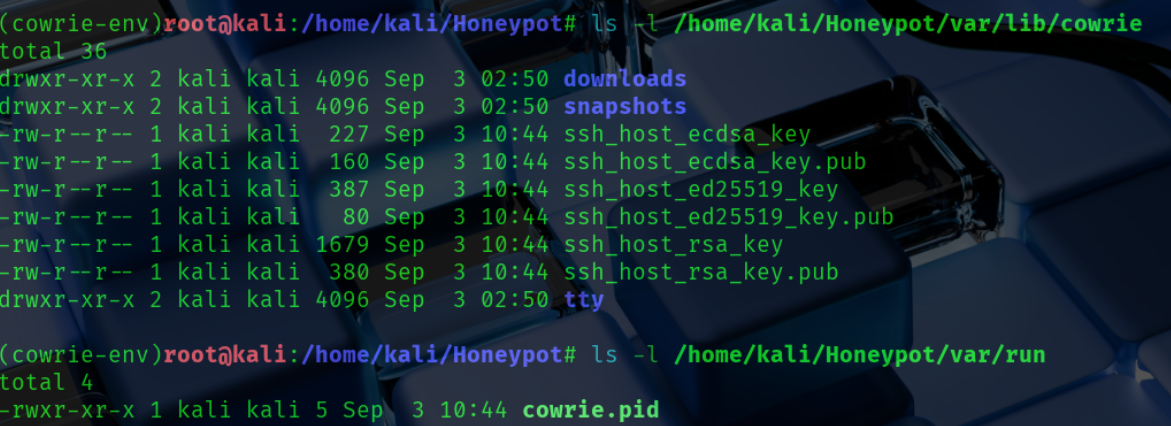 (cowrie-env)root@kali:/home/kali/Honeypot# ls -l /home/kali/Honeypot/var/lib/cowrie
total 36
drwxr-xr-x 2 kali kali 4096 Sep  3 02:50 downloads
drwxr-xr-x 2 kali kali 4096 Sep  3 02:50 snapshots
-rw-r--r-- 1 kali kali  227 Sep  3 10:44 ssh_host_ecdsa_key
-rw-r--r-- 1 kali kali  160 Sep  3 10:44 ssh_host_ecdsa_key.pub
-rw-r--r-- 1 kali kali  387 Sep  3 10:44 ssh_host_ed25519_key
-rw-r--r-- 1 kali kali   80 Sep  3 10:44 ssh_host_ed25519_key.pub
-rw-r--r-- 1 kali kali 1679 Sep  3 10:44 ssh_host_rsa_key
-rw-r--r-- 1 kali kali  380 Sep  3 10:44 ssh_host_rsa_key.pub
drwxr-xr-x 2 kali kali 4096 Sep  3 02:50 tty
(cowrie-env)root@kali:/home/kali/Honeypot# ls -l /home/kali/Honeypot/var/run
total 4
-rwxr-xr-x 1 kali kali 5 Sep  3 10:44 cowrie.pid